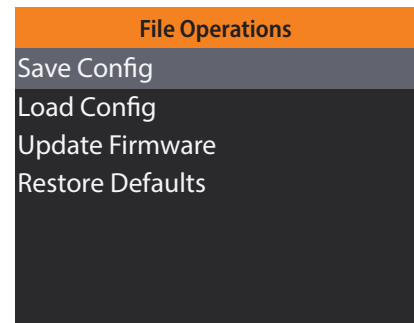 File Operations
Save Config
Load Config
Update Firmware
Restore Defaults